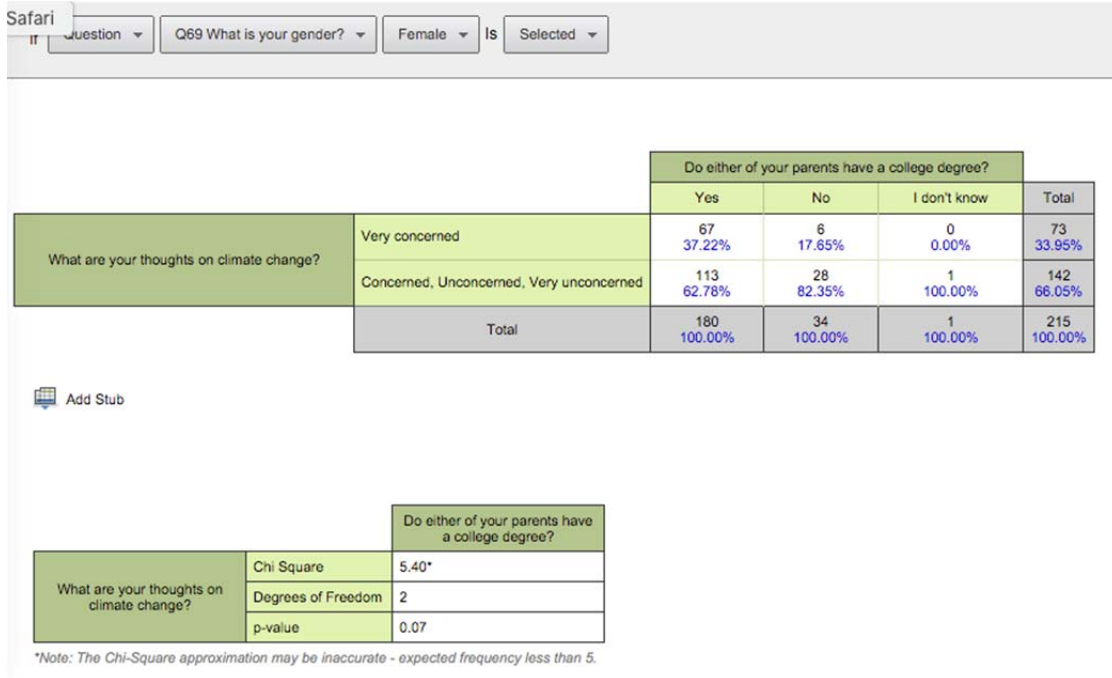 Safari
If Question Q69 What is your gender? Female Is Selected
Do either of your parents have a college degree?
Yes No I don't know Total
What are your thoughts on climate change?
Very concerned 67 6 0 73
37.22% 17.65% 0.00% 33.95%
Concerned, Unconcerned, Very unconcerned 113 28 1 142
62.78% 82.35% 100.00% 66.05%
Total 180 34 1 215
100.00% 100.00% 100.00% 100.00%
Add Stub
Do either of your parents have
a college degree?
What are your thoughts on
climate change?
Chi Square 5.40*
Degrees of Freedom 2
p-value 0.07
*Note: The Chi-Square approximation may be inaccurate - expected frequency less than 5.